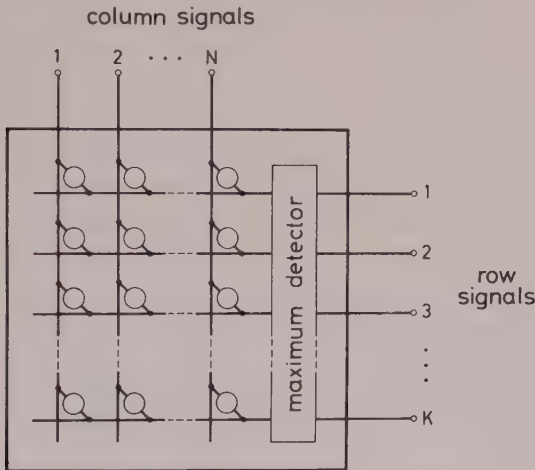 column signals
1 2 ··· N
maximum detector
1
2
3
⋮
K
row
signals